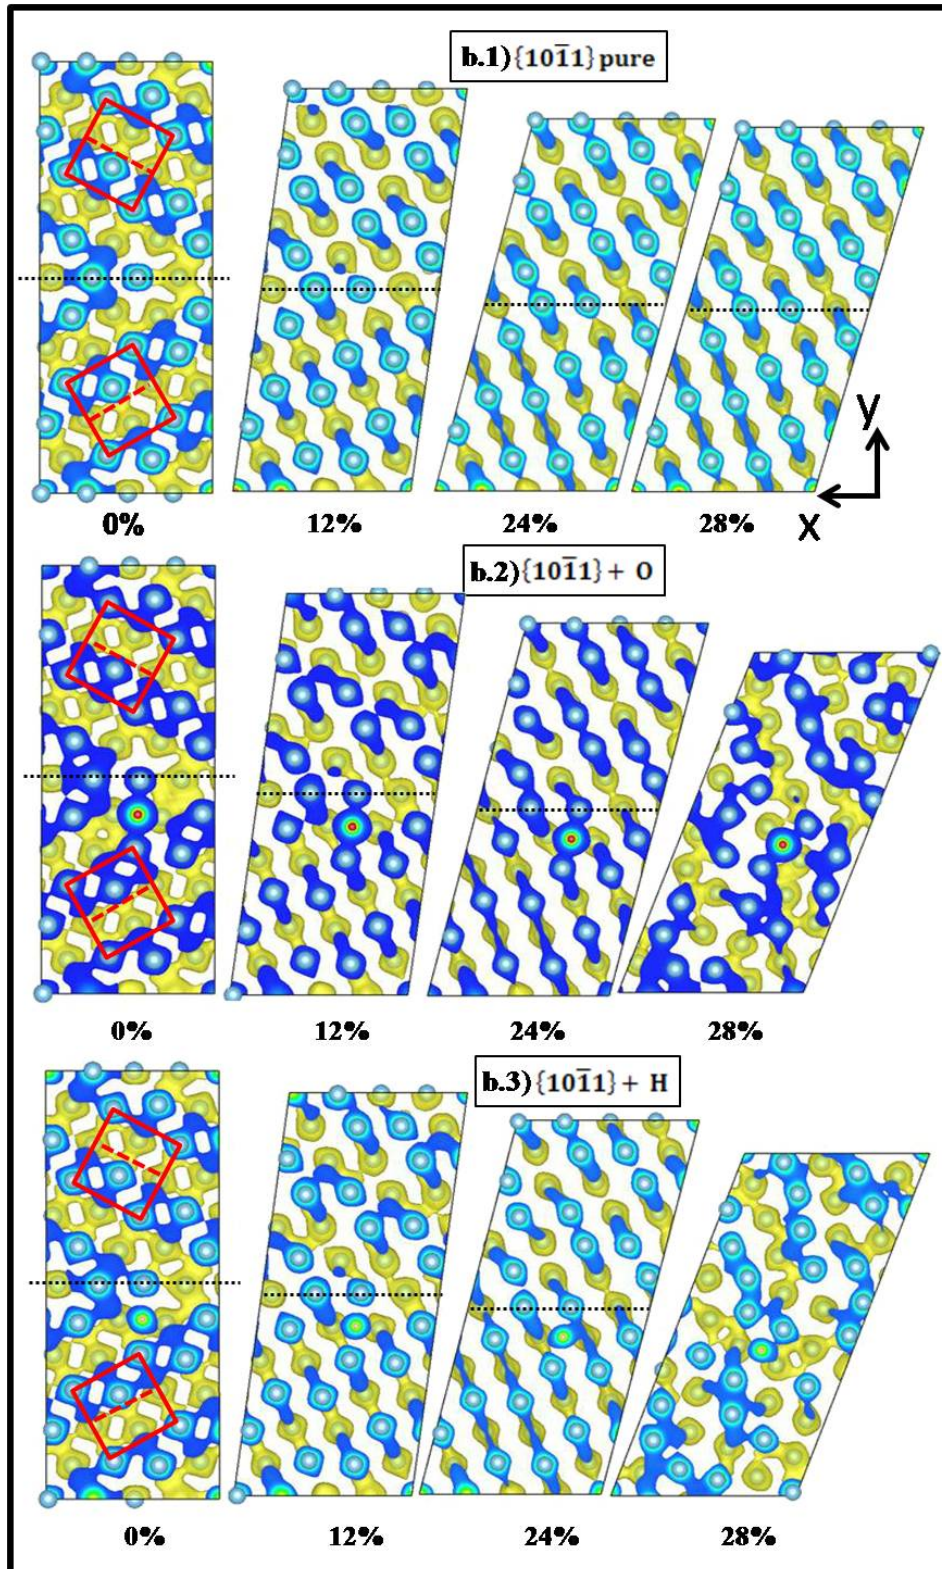 b.1) {101̅1} pure
y
x
0% 12% 24% 28%
b.2) {101̅1} + O
0% 12% 24% 28%
b.3) {101̅1} + H
0% 12% 24% 28%